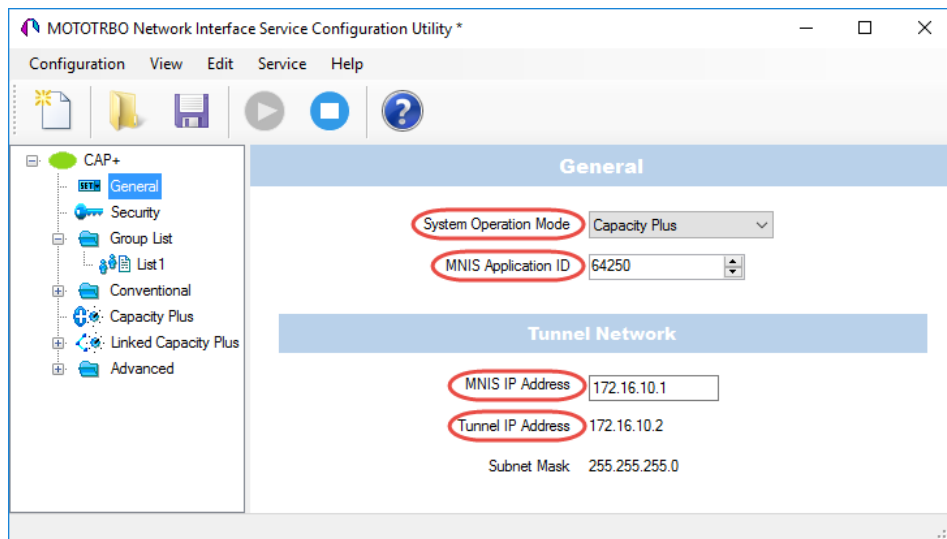 MOTOTRBO Network Interface Service Configuration Utility *
Configuration View Edit Service Help
CAP+
SET
General
Security
Group List
List1
Conventional
Capacity Plus
Linked Capacity Plus
Advanced
General
System Operation Mode Capacity Plus
MNIS Application ID 64250
Tunnel Network
MNIS IP Address 172.16.10.1
Tunnel IP Address 172.16.10.2
Subnet Mask 255.255.255.0